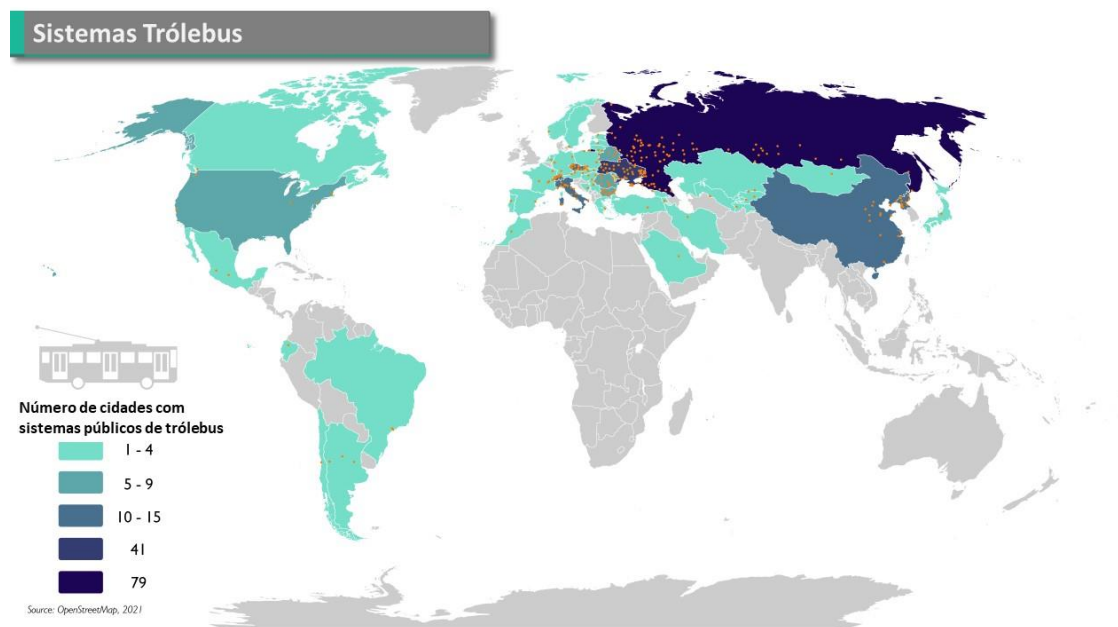 Sistemas Trólebus
Número de cidades com
sistemas públicos de trólebus
1 - 4
5 - 9
10 - 15
41
79
Source: OpenStreetMap, 2021